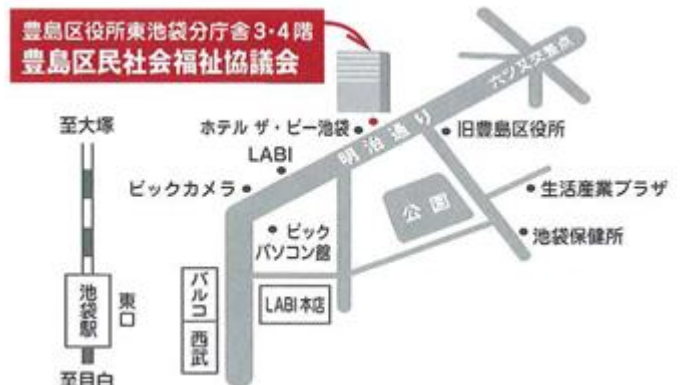 豊島区役所東池袋分庁舎3・4階
豊島区民社会福祉協議会
六ツ又交差点
至大塚
ホテル ザ・ビー池袋
明治通り
旧豊島区役所
LABI
ビックカメラ
公園
生活産業プラザ
ビック
パソコン館
池袋保健所
パルコ
西武
LABI本店
池袋駅
東口
至目白